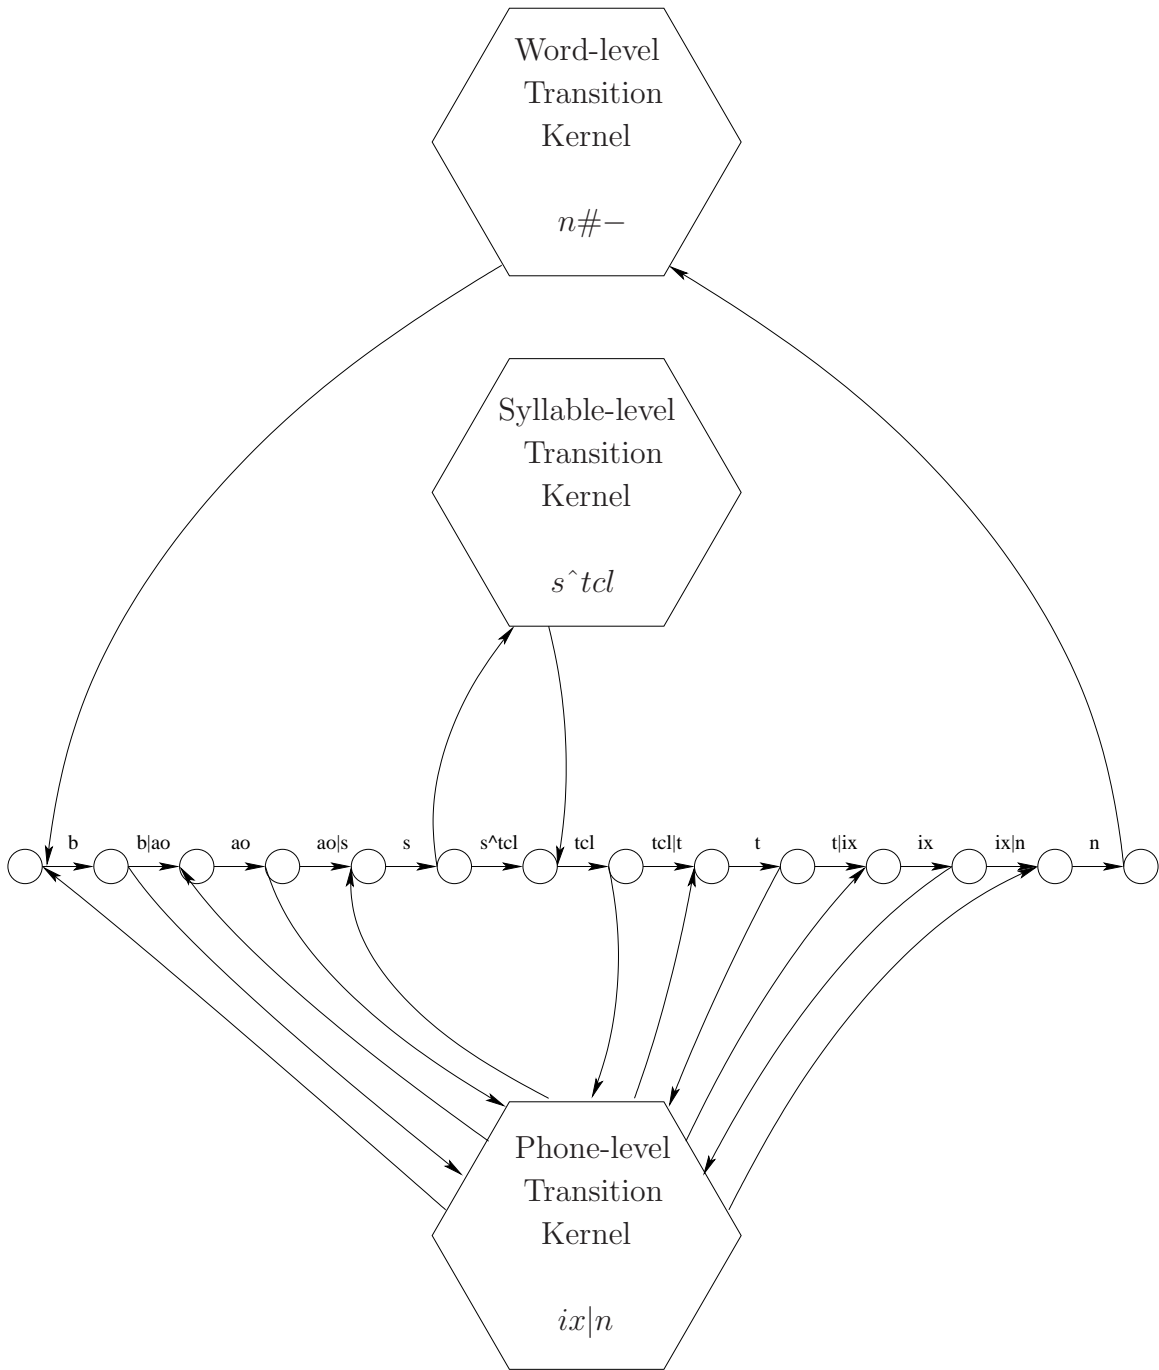 Word-level
Transition
Kernel
n#−
Syllable-level
Transition
Kernel
sˆtcl
b b|ao ao ao|s s s^tcl tcl tcl|t t t|ix ix ix|n n
Phone-level
Transition
Kernel
ix|n